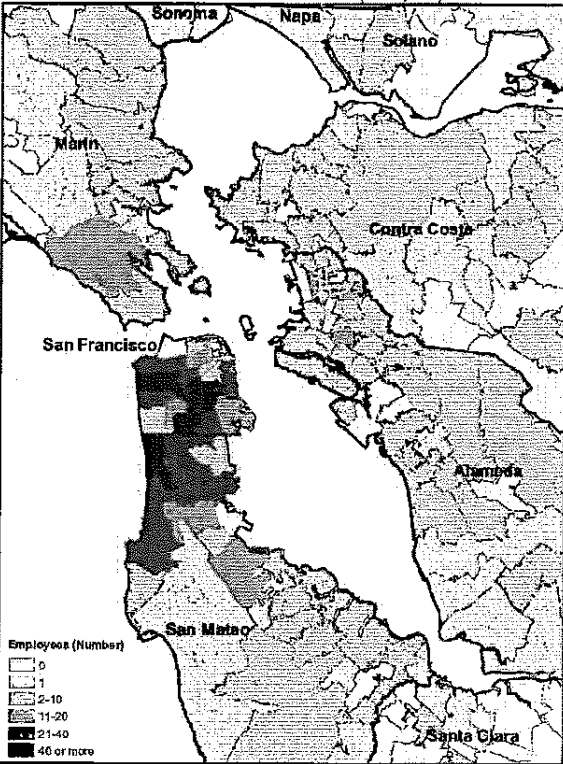 Sonoma
Napa
Solano
Marin
Contra Costa
San Francisco
Alameda
San Mateo
Santa Clara
Employees (Number)
0
1
2-10
11-20
21-40
40 or more